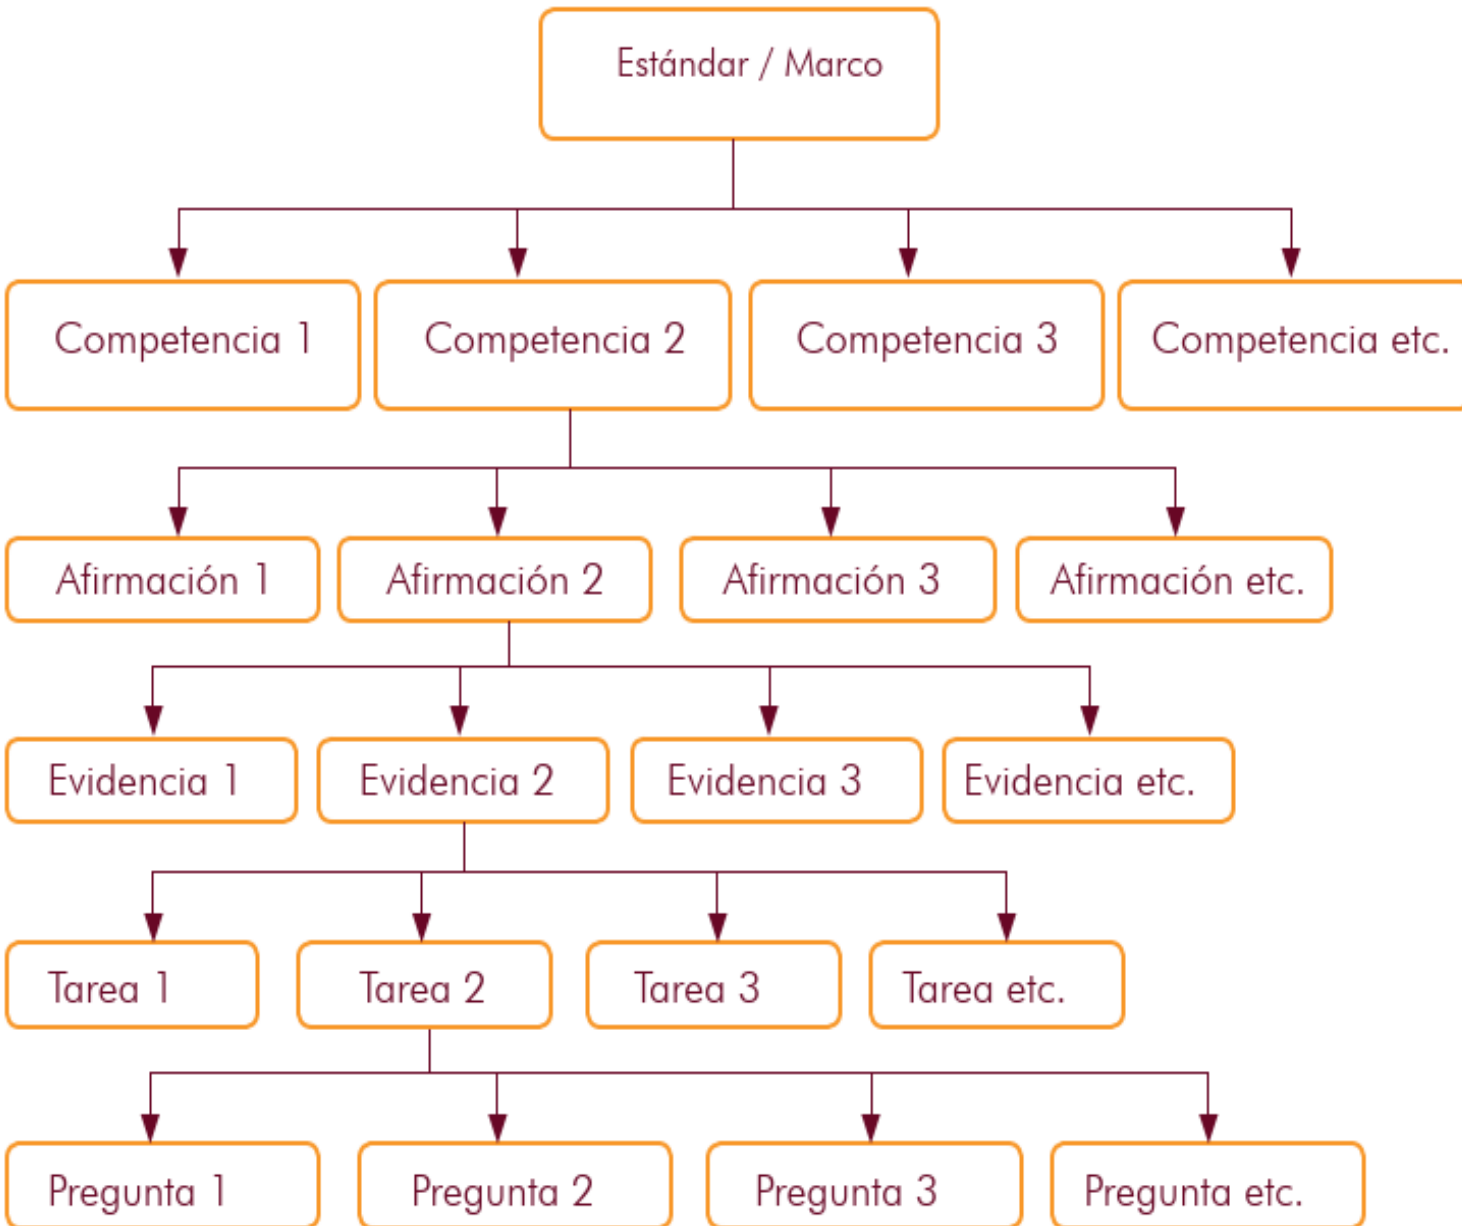 Estándar / Marco
Competencia 1
Competencia 2
Competencia 3
Competencia etc.
Afirmación 1
Afirmación 2
Afirmación 3
Afirmación etc.
Evidencia 1
Evidencia 2
Evidencia 3
Evidencia etc.
Tarea 1
Tarea 2
Tarea 3
Tarea etc.
Pregunta 1
Pregunta 2
Pregunta 3
Pregunta etc.